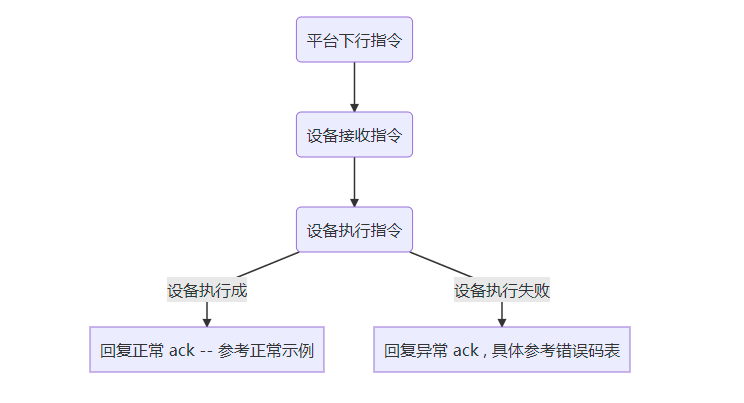 平台下行指令
设备接收指令
设备执行指令
设备执行成
设备执行失败
回复正常 ack -- 参考正常示例
回复异常 ack , 具体参考错误码表